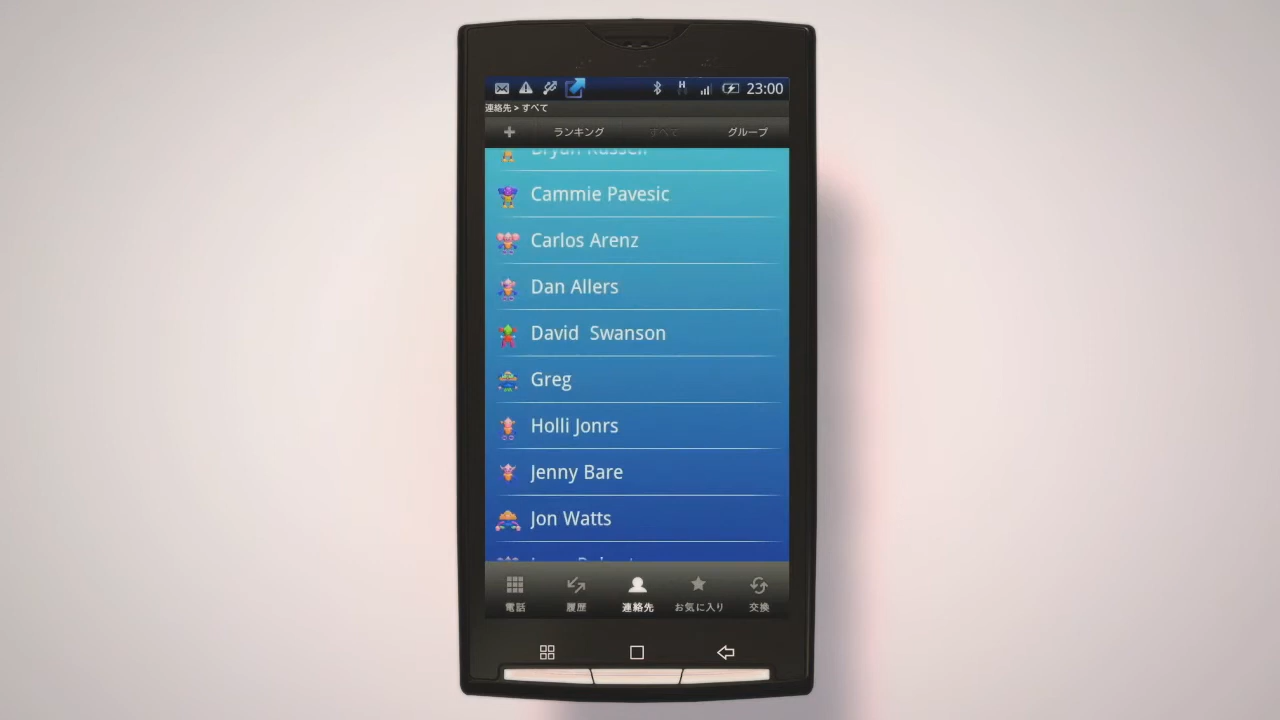 H
23:00
連絡先 > すべて
+ ランキング すべて グループ
Bryan Russell
Cammie Pavesic
Carlos Arenz
Dan Allers
David  Swanson
Greg
Holli Jonrs
Jenny Bare
Jon Watts
電話 履歴 連絡先 お気に入り 交換